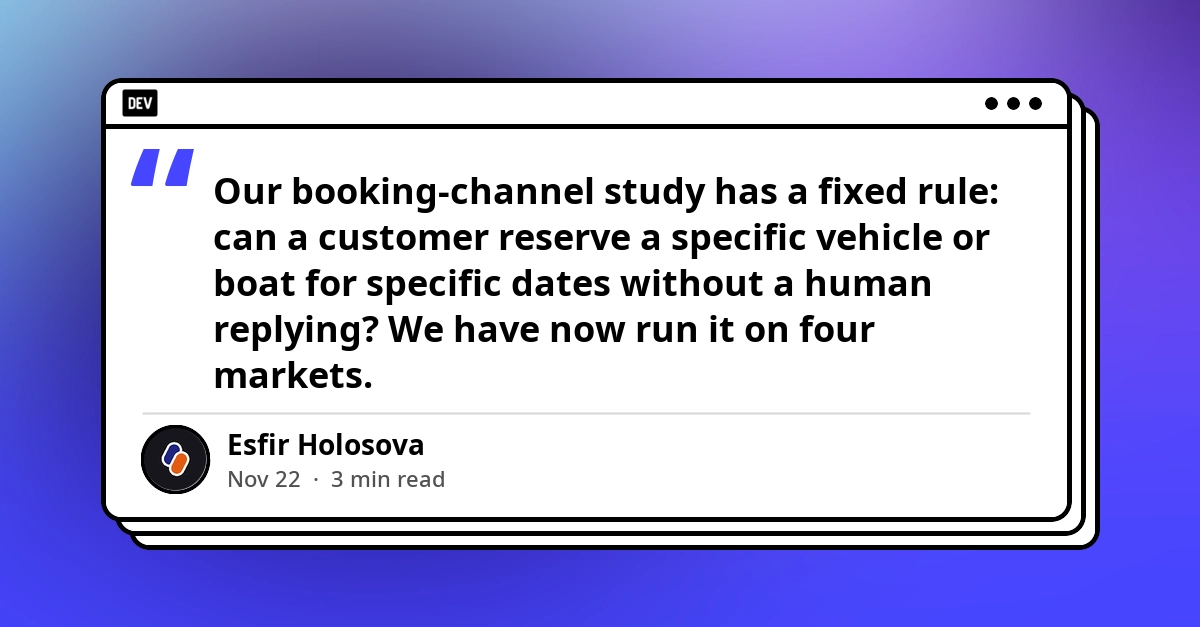 DEV
“
Our booking-channel study has a fixed rule:
can a customer reserve a specific vehicle or
boat for specific dates without a human
replying? We have now run it on four
markets.
Esfir Holosova
Nov 22 · 3 min read